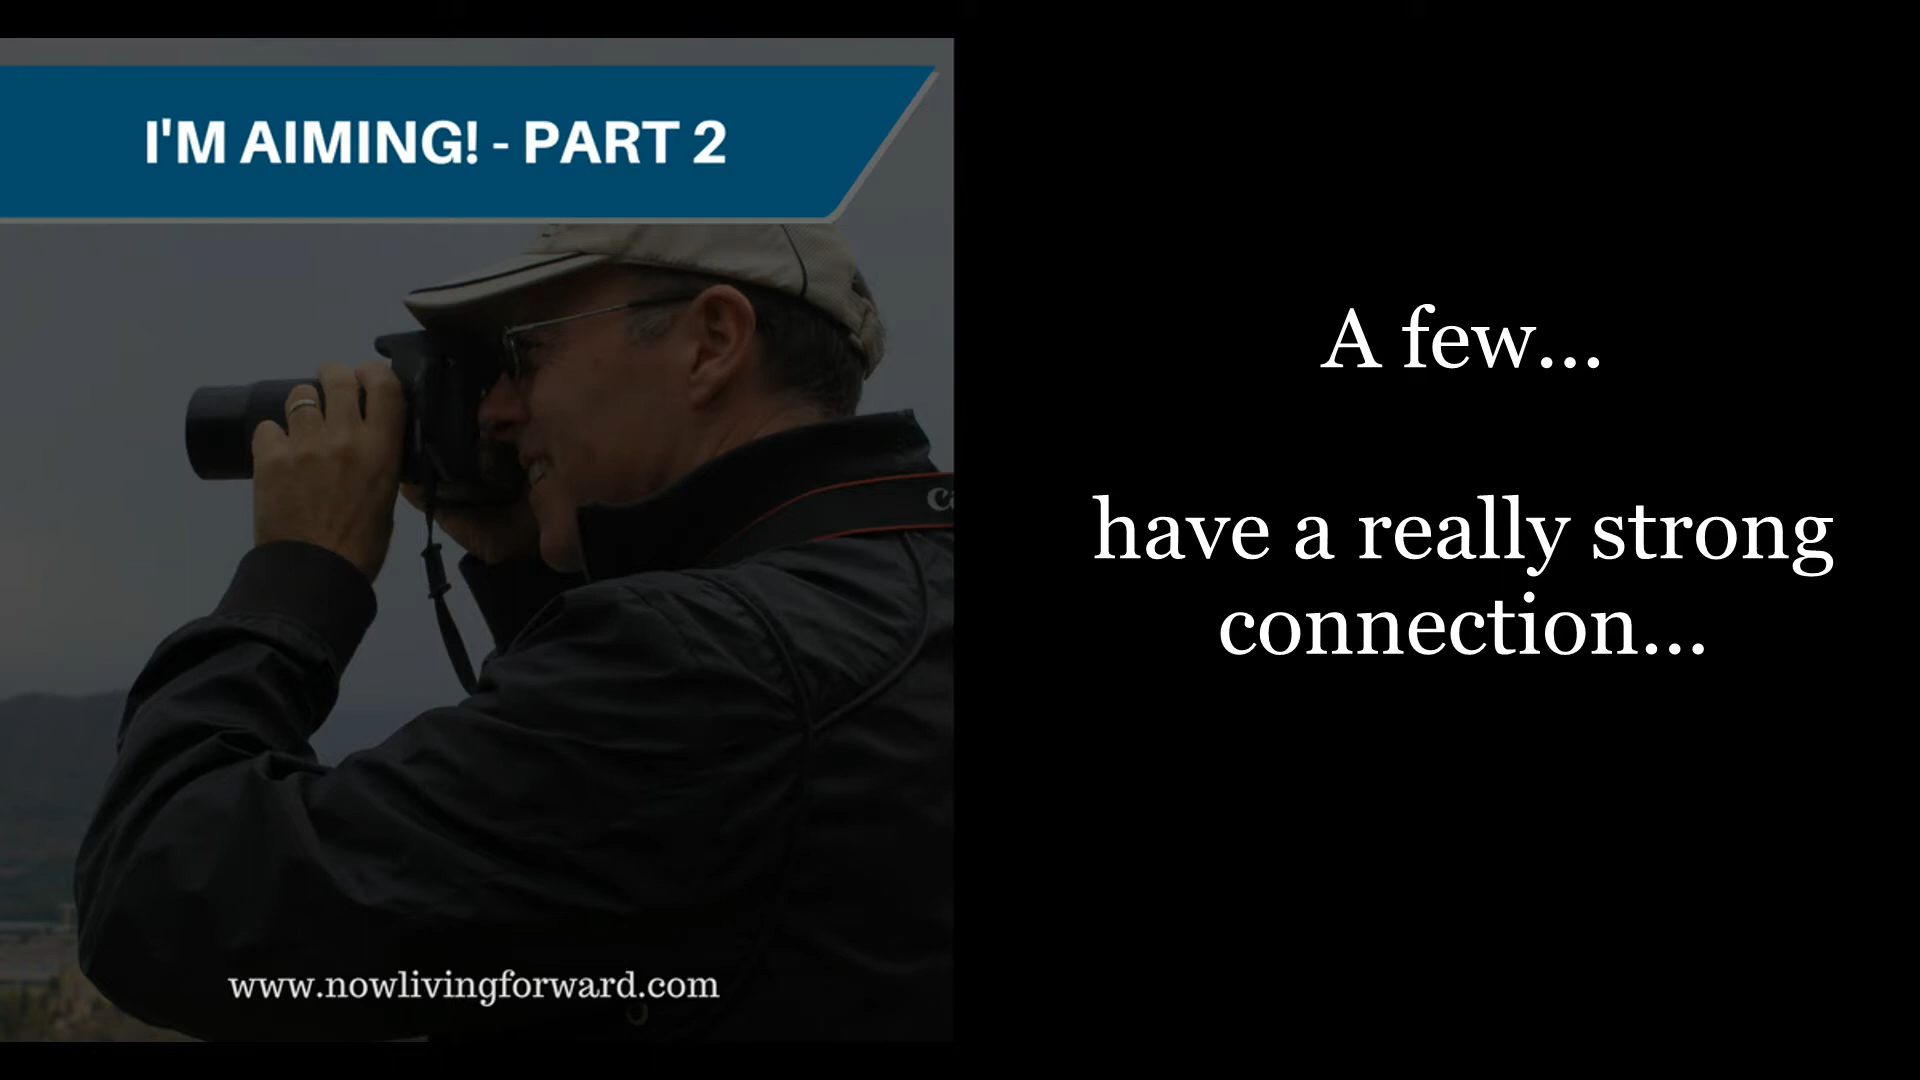 I'M AIMING! - PART 2
A few...
have a really strong
connection...
www.nowlivingforward.com